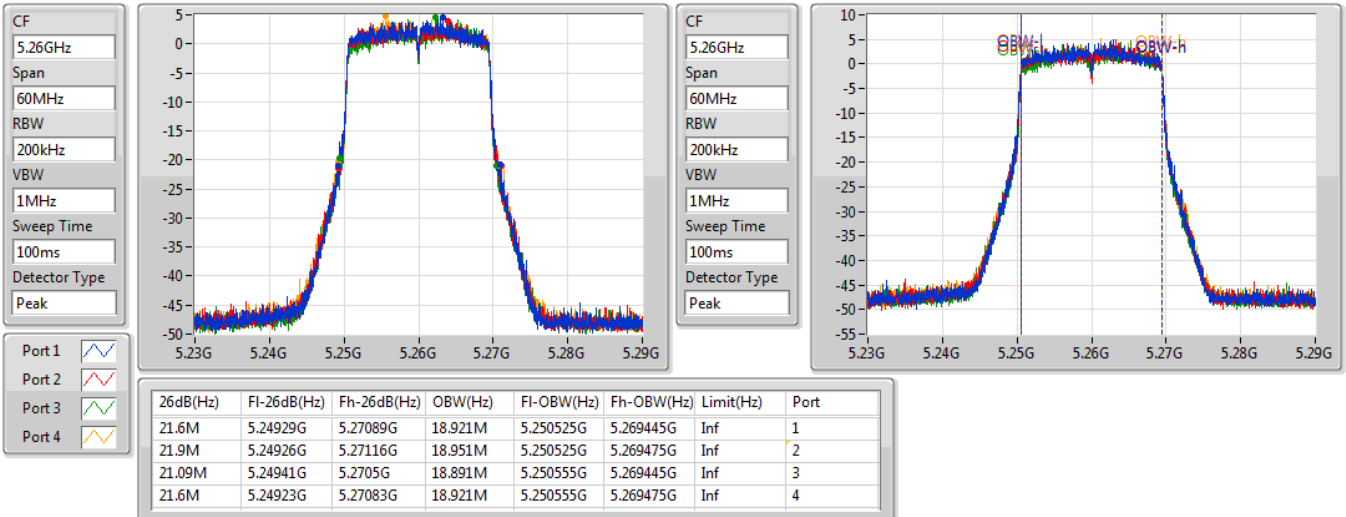 CF
5.26GHz
Span
60MHz
RBW
200kHz
VBW
1MHz
Sweep Time
100ms
Detector Type
Peak
5
0
-5
-10
-15
-20
-25
-30
-35
-40
-45
-50
5.23G 5.24G 5.25G 5.26G 5.27G 5.28G 5.29G
CF
5.26GHz
Span
60MHz
RBW
200kHz
VBW
1MHz
Sweep Time
100ms
Detector Type
Peak
10
5
0
-5
-10
-15
-20
-25
-30
-35
-40
-45
-50
-55
OBW-l OBW-h
5.23G 5.24G 5.25G 5.26G 5.27G 5.28G 5.29G
Port 1
Port 2
Port 3
Port 4
26dB(Hz) Fl-26dB(Hz) Fh-26dB(Hz) OBW(Hz) Fl-OBW(Hz) Fh-OBW(Hz) Limit(Hz) Port
21.6M 5.24929G 5.27089G 18.921M 5.250525G 5.269445G Inf 1
21.9M 5.24926G 5.27116G 18.951M 5.250525G 5.269475G Inf 2
21.09M 5.24941G 5.2705G 18.891M 5.250555G 5.269445G Inf 3
21.6M 5.24923G 5.27083G 18.921M 5.250555G 5.269475G Inf 4